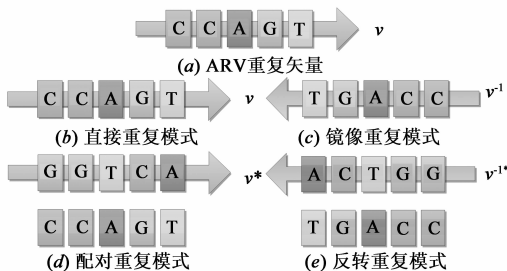 C C A G T v
(a) ARV重复矢量
C C A G T v T G A C C v-1
(b) 直接重复模式 (c) 镜像重复模式
G G T C A v* A C T G G v-1*
C C A G T T G A C C
(d) 配对重复模式 (e) 反转重复模式